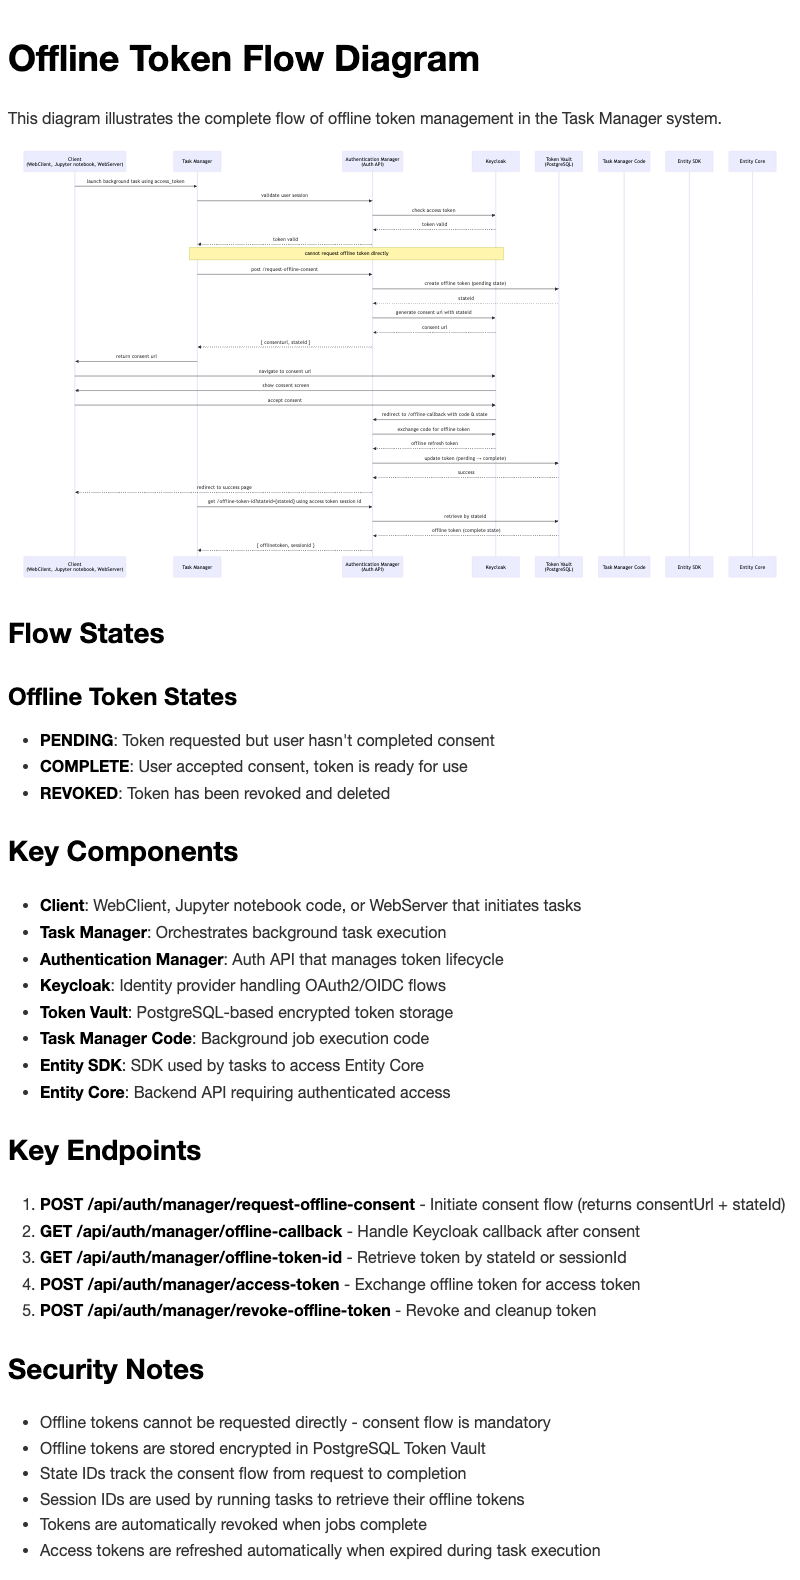 Offline Token Flow Diagram
This diagram illustrates the complete flow of offline token management in the Task Manager system.
Client
(WebClient, Jupyter notebook, WebServer)
Task Manager
Authentication Manager
(Auth API)
Keycloak
Token Vault
(PostgreSQL)
Task Manager Code
Entity SDK
Entity Core
launch background task using access_token
validate user session
check access token
token valid
token valid
cannot request offline token directly
post /request-offline-consent
create offline token (pending state)
stateid
generate consent url with stateid
consent url
{ consenturl, stateid }
return consent url
navigate to consent url
show consent screen
accept consent
redirect to /offline-callback with code & state
exchange code for offline token
offline refresh token
update token (pending → complete)
success
redirect to success page
get /offline-token-id?stateid={stateid} using access token session id
retrieve by stateid
offline token (complete state)
{ offlinetoken, sessionid }
Client
(WebClient, Jupyter notebook, WebServer)
Task Manager
Authentication Manager
(Auth API)
Keycloak
Token Vault
(PostgreSQL)
Task Manager Code
Entity SDK
Entity Core
Flow States
Offline Token States
• PENDING: Token requested but user hasn't completed consent
• COMPLETE: User accepted consent, token is ready for use
• REVOKED: Token has been revoked and deleted
Key Components
• Client: WebClient, Jupyter notebook code, or WebServer that initiates tasks
• Task Manager: Orchestrates background task execution
• Authentication Manager: Auth API that manages token lifecycle
• Keycloak: Identity provider handling OAuth2/OIDC flows
• Token Vault: PostgreSQL-based encrypted token storage
• Task Manager Code: Background job execution code
• Entity SDK: SDK used by tasks to access Entity Core
• Entity Core: Backend API requiring authenticated access
Key Endpoints
1. POST /api/auth/manager/request-offline-consent - Initiate consent flow (returns consentUrl + stateId)
2. GET /api/auth/manager/offline-callback - Handle Keycloak callback after consent
3. GET /api/auth/manager/offline-token-id - Retrieve token by stateId or sessionId
4. POST /api/auth/manager/access-token - Exchange offline token for access token
5. POST /api/auth/manager/revoke-offline-token - Revoke and cleanup token
Security Notes
• Offline tokens cannot be requested directly - consent flow is mandatory
• Offline tokens are stored encrypted in PostgreSQL Token Vault
• State IDs track the consent flow from request to completion
• Session IDs are used by running tasks to retrieve their offline tokens
• Tokens are automatically revoked when jobs complete
• Access tokens are refreshed automatically when expired during task execution